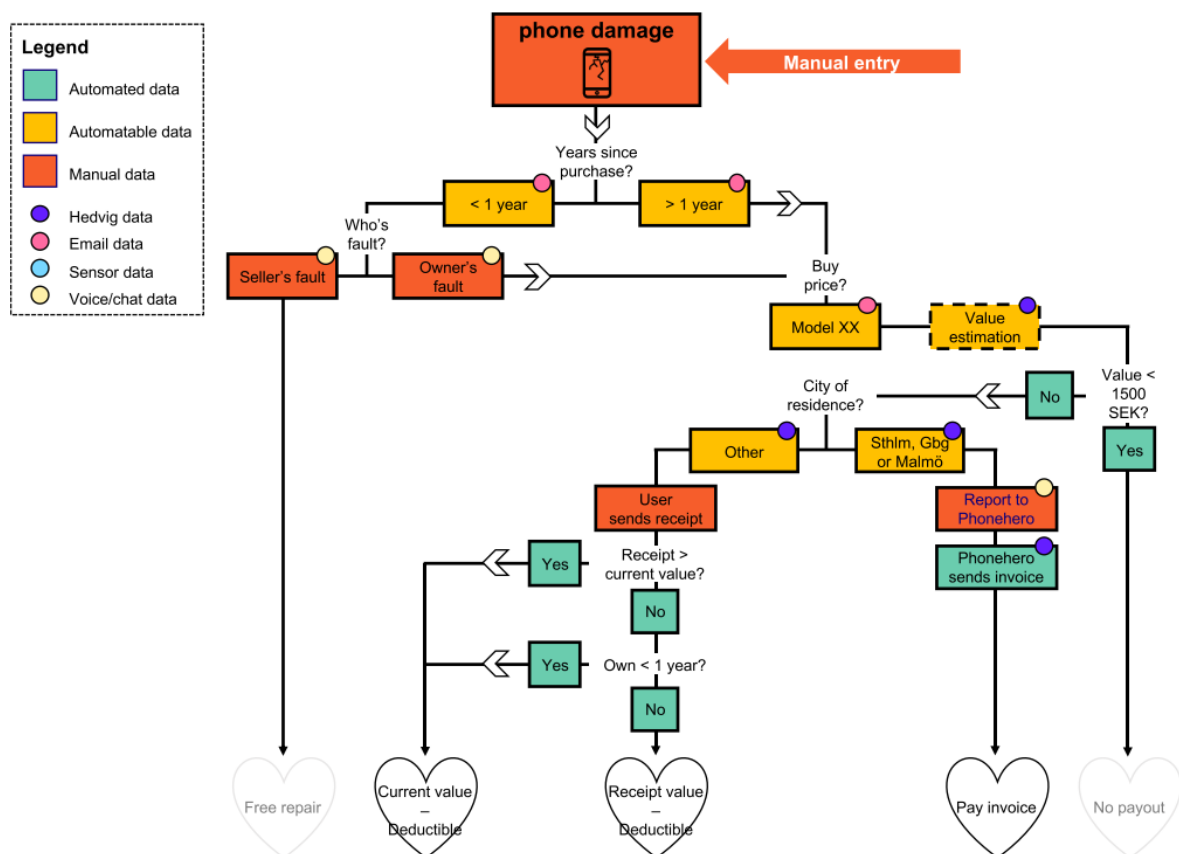 phone damage
Manual entry
Legend
Automated data
Automatable data
Manual data
Hedvig data
Email data
Sensor data
Voice/chat data
Years since
purchase?
< 1 year
> 1 year
Who's
fault?
Seller's fault
Owner's
fault
Buy
price?
Model XX
Value
estimation
Value <
1500
SEK?
No
Yes
City of
residence?
Other
Sthlm, Gbg
or Malmö
User
sends receipt
Report to
Phonehero
Phonehero
sends invoice
Receipt >
current value?
Yes
No
Own < 1 year?
Yes
No
Free repair
Current value
–
Deductible
Receipt value
–
Deductible
Pay invoice
No payout